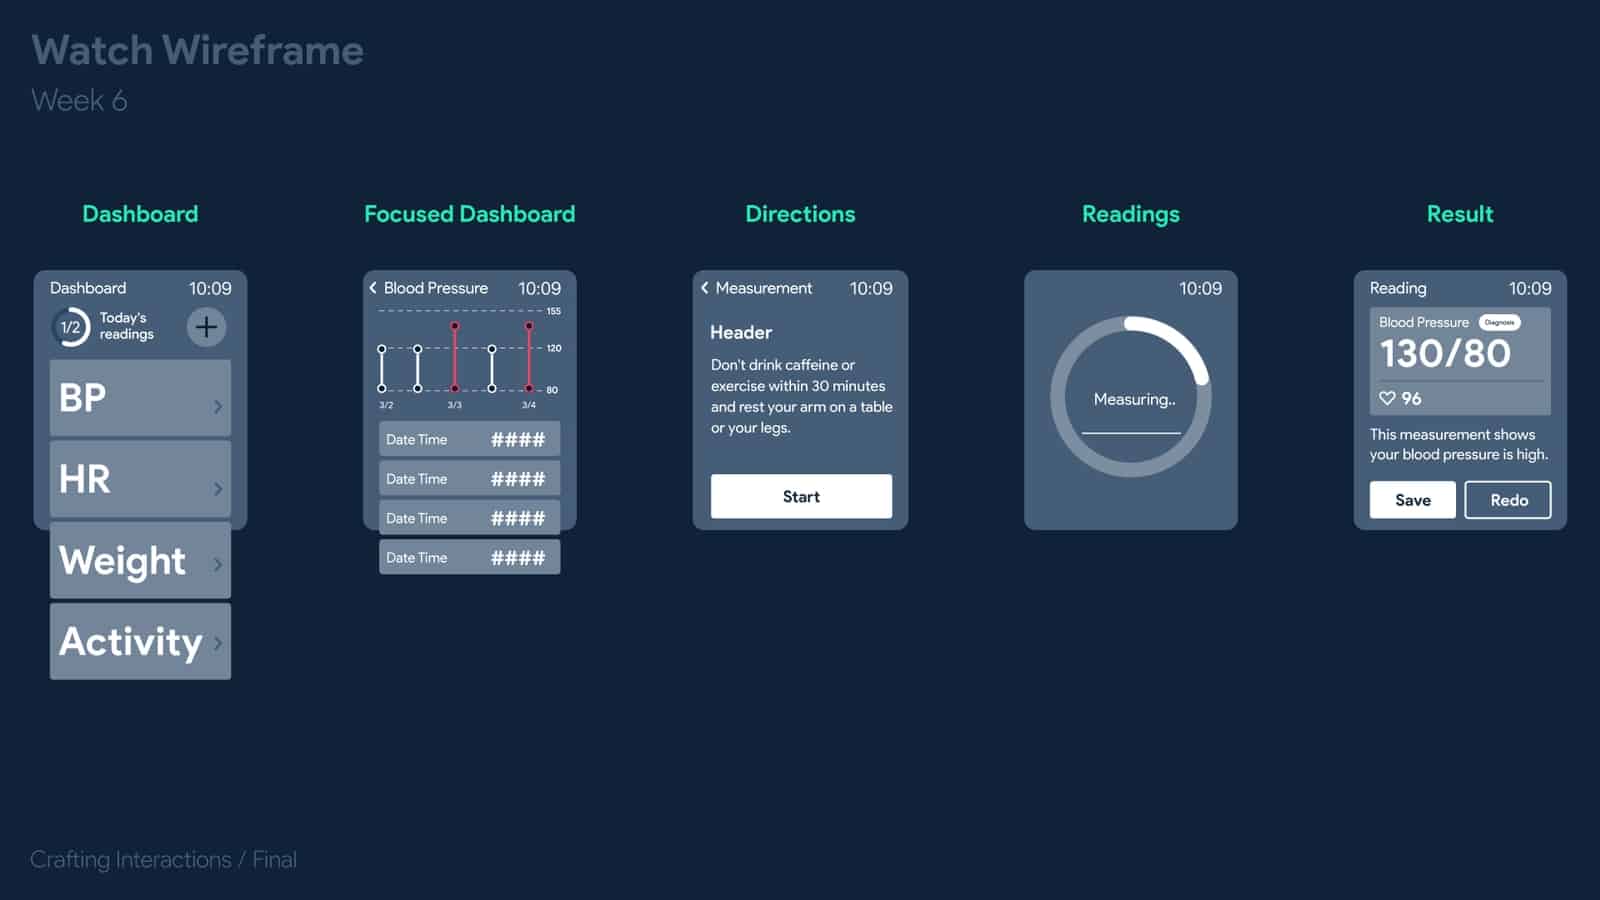 Watch Wireframe
Week 6
Dashboard
Dashboard 10:09
1/2
Today's
readings
BP
HR
Weight
Activity
Focused Dashboard
Blood Pressure 10:09
155
120
80
3/2 3/3 3/4
Date Time ####
Date Time ####
Date Time ####
Date Time ####
Directions
Measurement 10:09
Header
Don't drink caffeine or
exercise within 30 minutes
and rest your arm on a table
or your legs.
Start
Readings
10:09
Measuring..
Result
Reading 10:09
Blood Pressure Diagnosis
130/80
96
This measurement shows
your blood pressure is high.
Save Redo
Crafting Interactions / Final